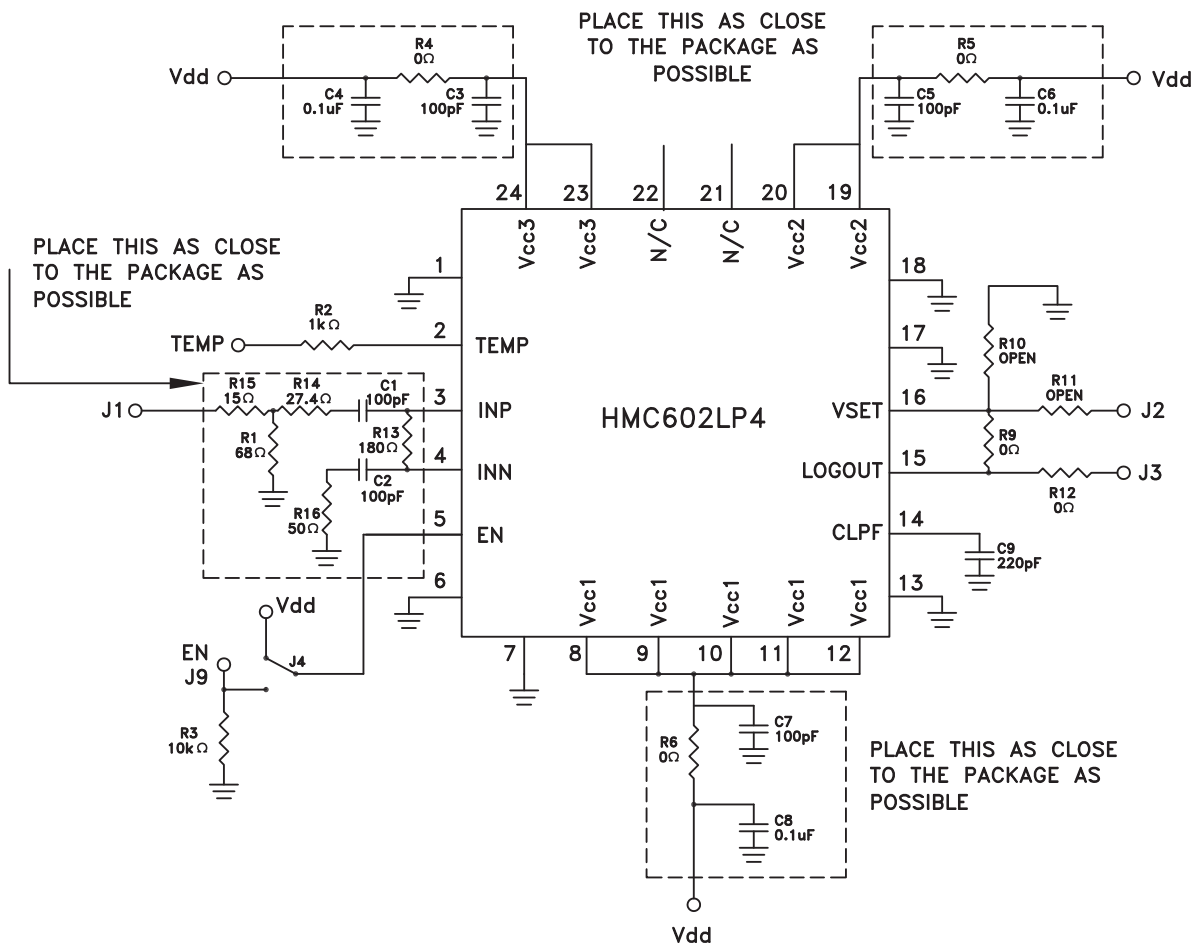 PLACE THIS AS CLOSE
TO THE PACKAGE AS
POSSIBLE
R4
0Ω
Vdd
C4
0.1uF
C3
100pF
R5
0Ω
C5
100pF
C6
0.1uF
Vdd
24
23
22
21
20
19
Vcc3
Vcc3
N/C
N/C
Vcc2
Vcc2
PLACE THIS AS CLOSE
TO THE PACKAGE AS
POSSIBLE
1
18
R2
1kΩ
TEMP
2
TEMP
17
R10
OPEN
R15
15Ω
R14
27.4Ω
C1
100pF
J1
3
INP
HMC602LP4
VSET
16
R11
OPEN
J2
R1
68Ω
R13
180Ω
R9
0Ω
4
INN
LOGOUT
15
J3
C2
100pF
R12
0Ω
R16
50Ω
5
EN
CLPF
14
C9
220pF
6
13
Vcc1
Vcc1
Vcc1
Vcc1
Vcc1
Vdd
7
8
9
10
11
12
EN
J9
J4
R3
10kΩ
C7
100pF
R6
0Ω
C8
0.1uF
PLACE THIS AS CLOSE
TO THE PACKAGE AS
POSSIBLE
Vdd